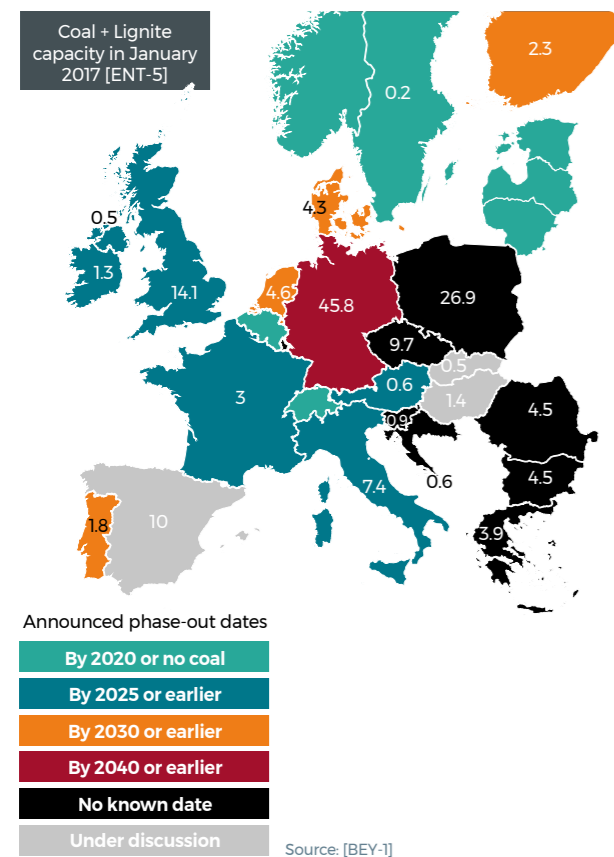 Coal + Lignite
capacity in January
2017 [ENT-5]
2.3
0.2
4.3
0.5
1.3
14.1
4.6
45.8
26.9
9.7
0.5
0.6
1.4
3
0.9
4.5
0.6
7.4
4.5
1.8
10
3.9
Announced phase-out dates
By 2020 or no coal
By 2025 or earlier
By 2030 or earlier
By 2040 or earlier
No known date
Under discussion
Source: [BEY-1]